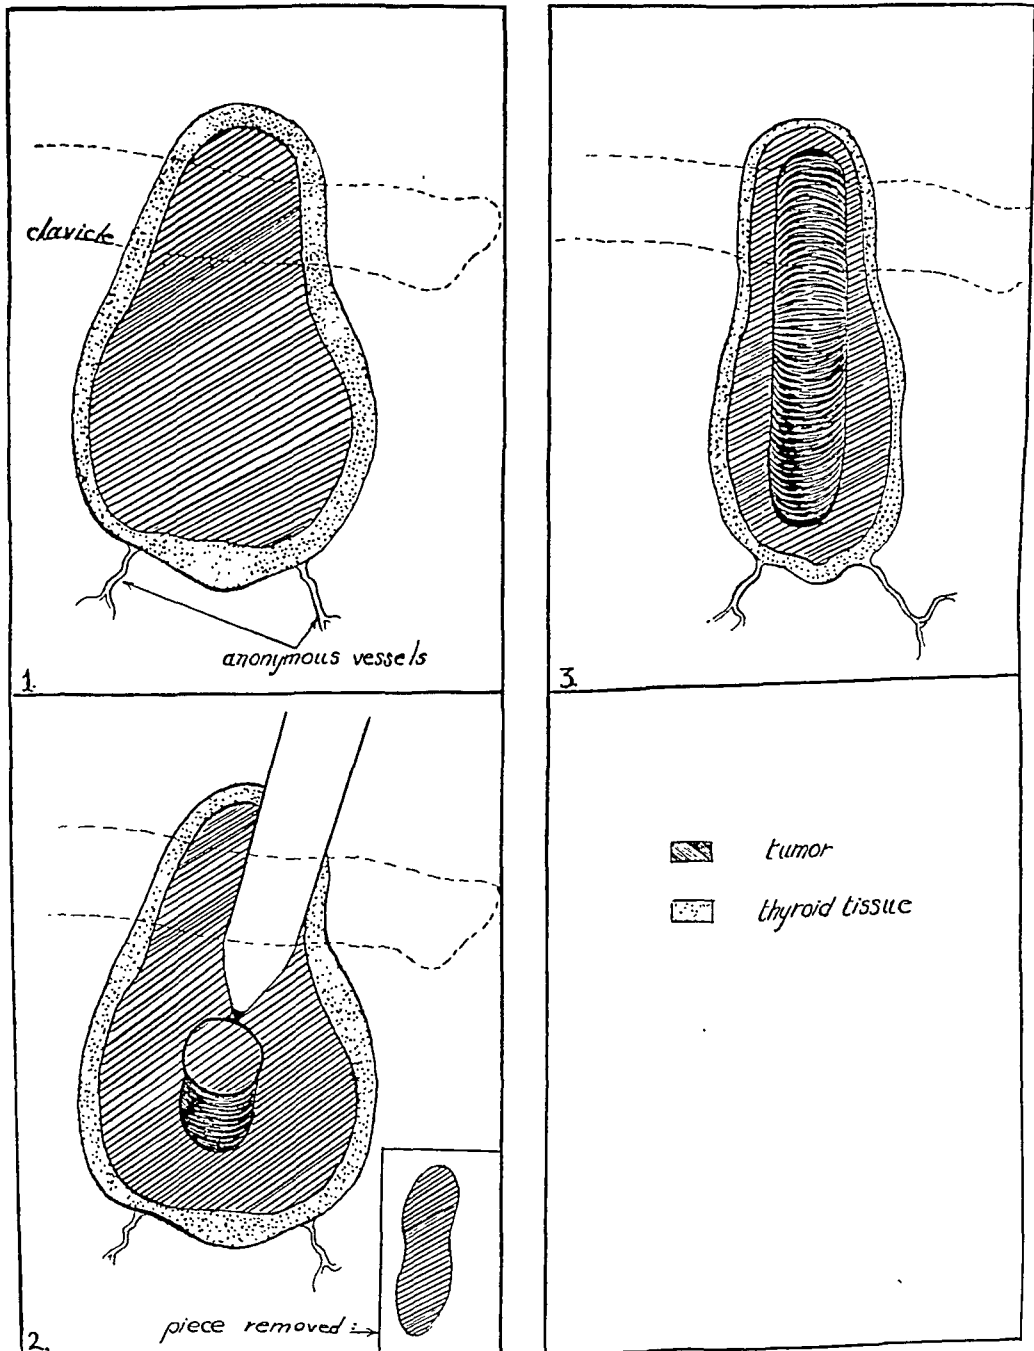 clavicle
anonymous vessels
1.
piece removed :
2.
3.
tumor
thyroid tissue